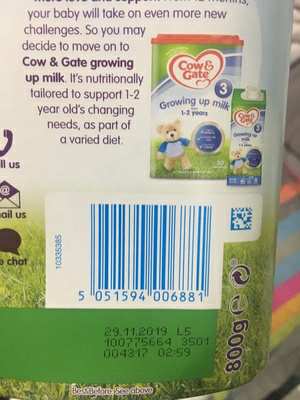 your baby will take on even more new
challenges. So you may
decide to move on to
Cow & Gate growing
up milk. It's nutritionally
tailored to support 1-2
year old's changing
needs, as part of
a varied diet.
Cow &
Gate
3
Growing up milk
1-2 years
Cow &
Gate
3
Growing up
milk
ll us
@
ail us
e chat
10335385
5 051594 006881
800g e
29.11.2019 L5
100775664 3501
004317 02:59
Best Before: See above